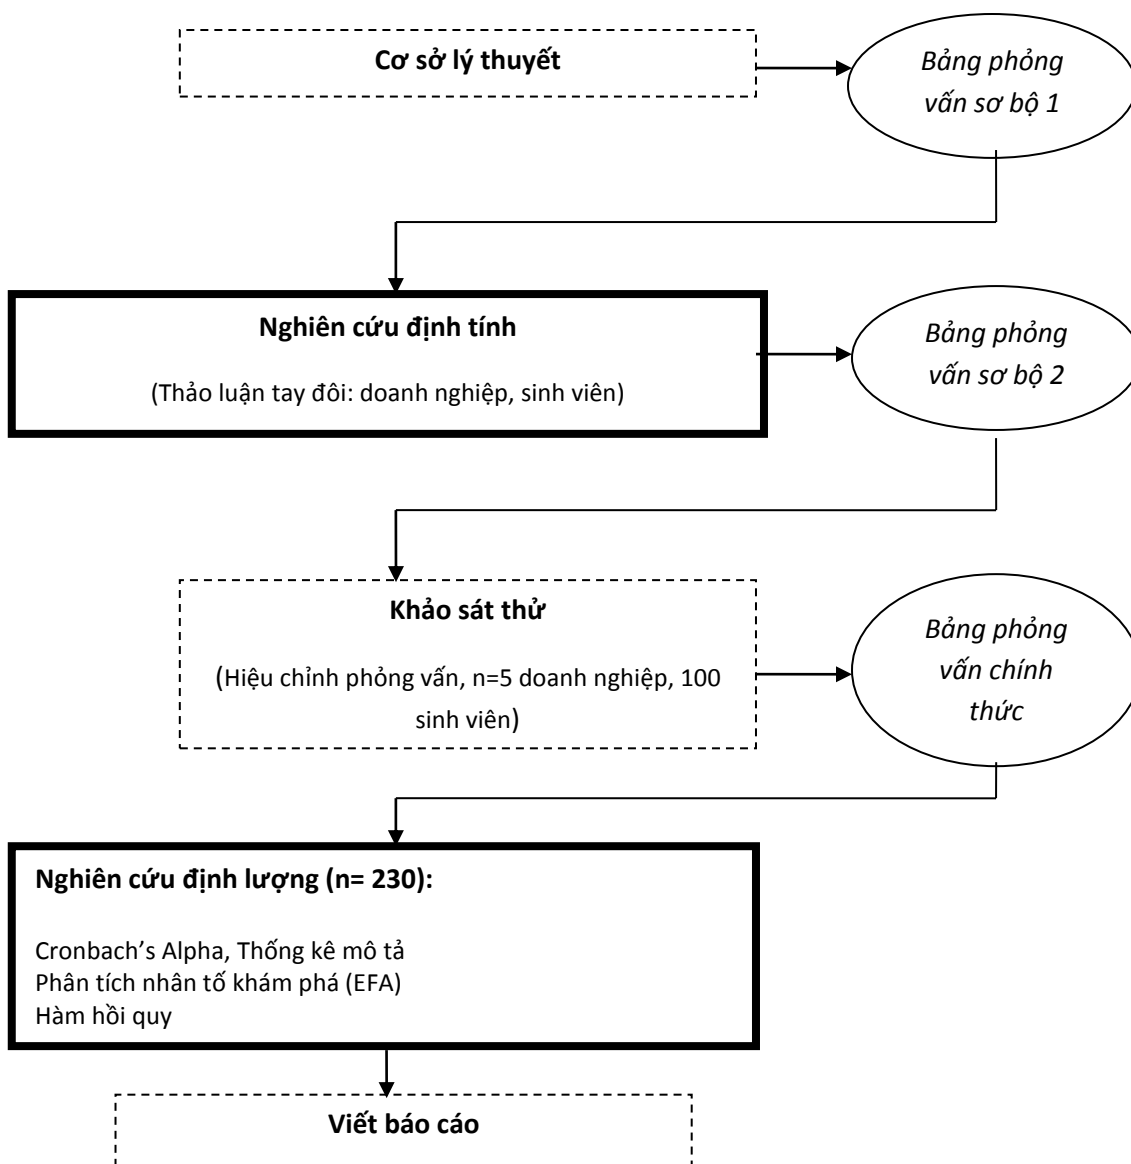 Cơ sở lý thuyết
Bảng phỏng
vấn sơ bộ 1
Nghiên cứu định tính
(Thảo luận tay đôi: doanh nghiệp, sinh viên)
Bảng phỏng
vấn sơ bộ 2
Khảo sát thử
(Hiệu chỉnh phỏng vấn, n=5 doanh nghiệp, 100
sinh viên)
Bảng phỏng
vấn chính
thức
Nghiên cứu định lượng (n= 230):
Cronbach’s Alpha, Thống kê mô tả
Phân tích nhân tố khám phá (EFA)
Hàm hồi quy
Viết báo cáo